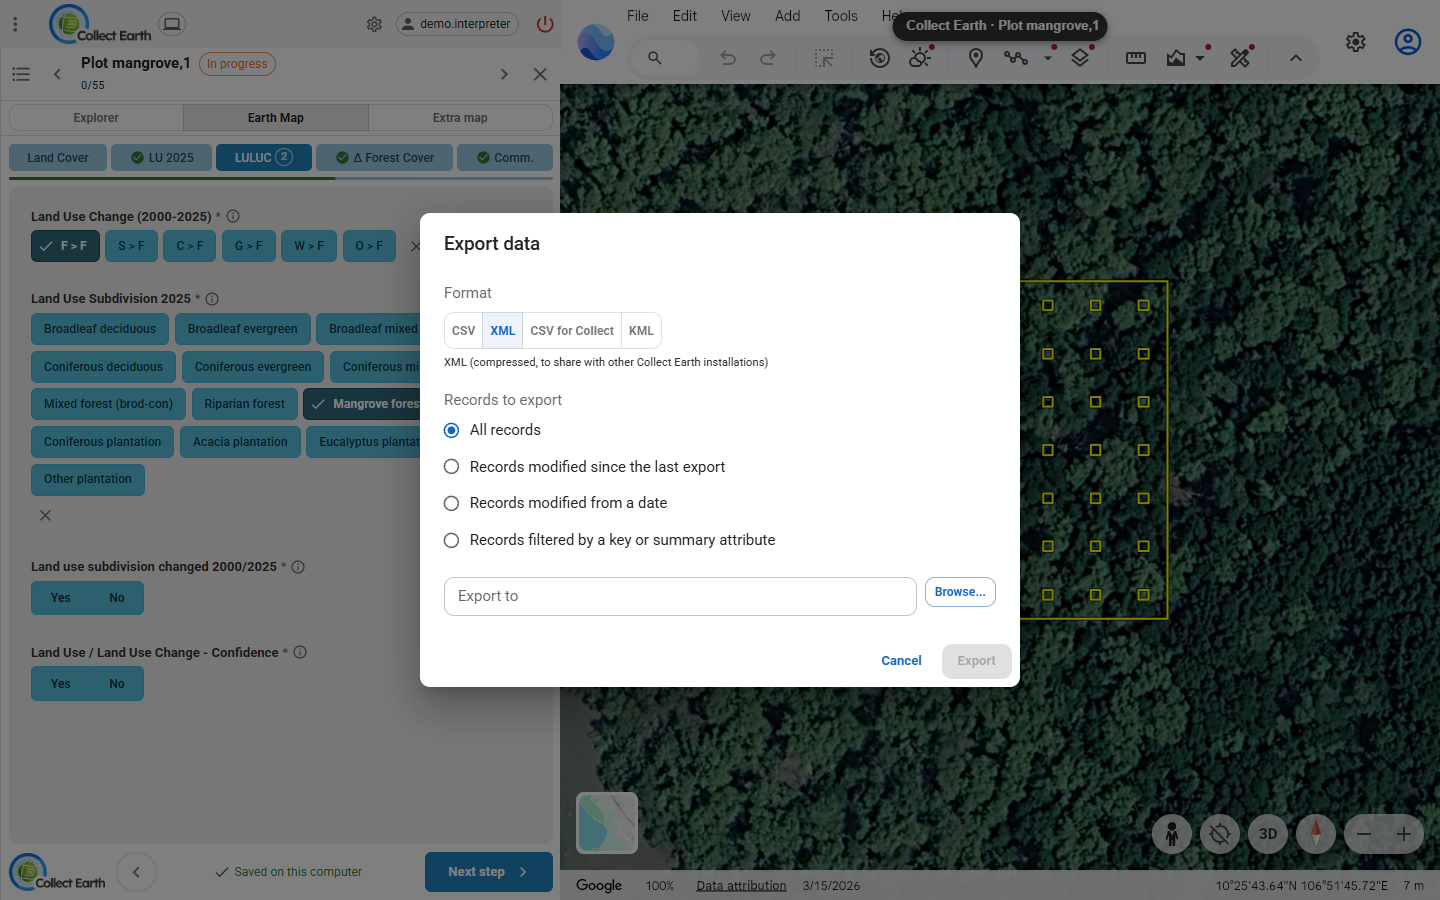 Collect Earth
demo.interpreter
Plot mangrove,1
In progress
0/55
Explorer
Earth Map
Extra map
Land Cover
LU 2025
LULUC 2
Δ Forest Cover
Comm.
Land Use Change (2000-2025) *
F > F
S > F
C > F
G > F
W > F
O > F
Land Use Subdivision 2025 *
Broadleaf deciduous
Broadleaf evergreen
Broadleaf mixed
Coniferous deciduous
Coniferous evergreen
Coniferous mi
Mixed forest (brod-con)
Riparian forest
Mangrove fores
Coniferous plantation
Acacia plantation
Eucalyptus plantat
Other plantation
Land use subdivision changed 2000/2025 *
Yes
No
Land Use / Land Use Change - Confidence *
Yes
No
Collect Earth
Saved on this computer
Next step
File
Edit
View
Add
Tools
Collect Earth · Plot mangrove,1
Export data
Format
CSV
XML
CSV for Collect
KML
XML (compressed, to share with other Collect Earth installations)
Records to export
All records
Records modified since the last export
Records modified from a date
Records filtered by a key or summary attribute
Export to
Browse...
Cancel
Export
3D
Google
100%
Data attribution
3/15/2026
10°25'43.64"N 106°51'45.72"E
7 m